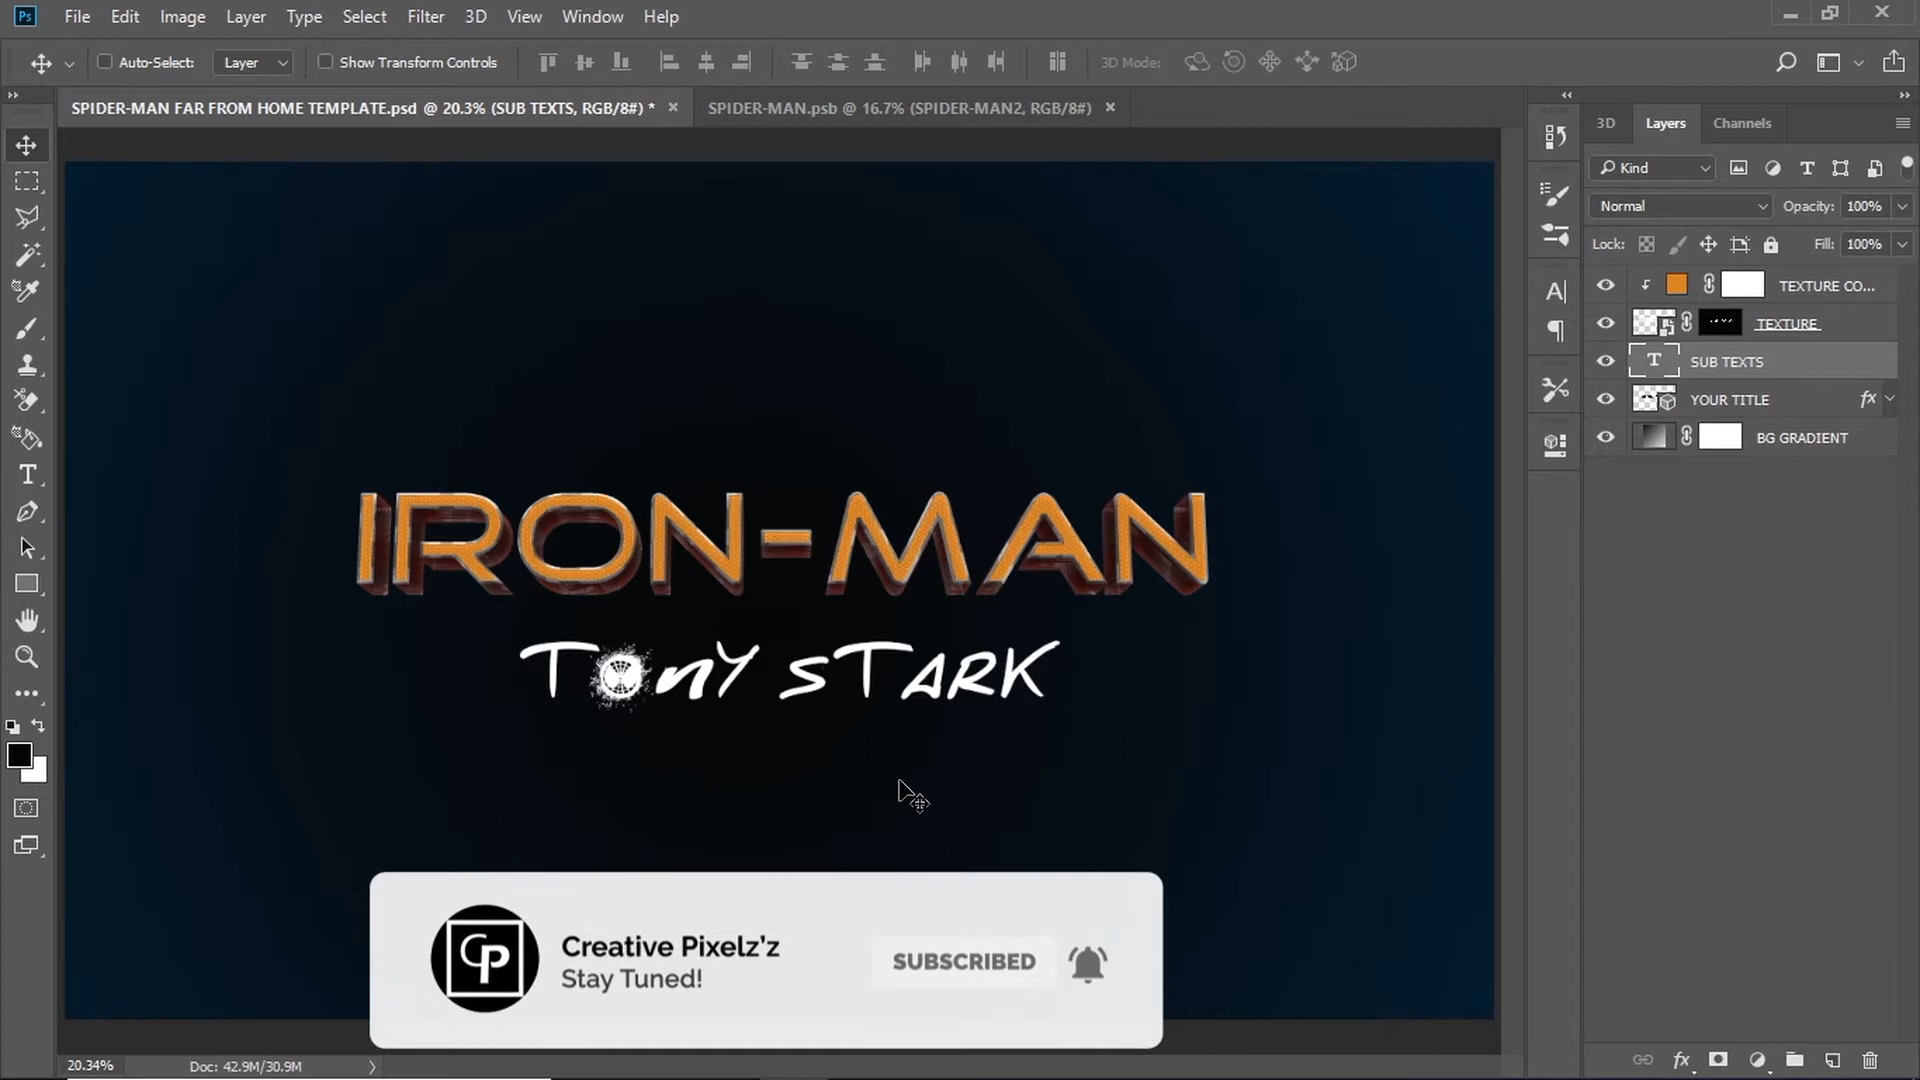 Ps File Edit Image Layer Type Select Filter 3D View Window Help
Auto-Select: Layer Show Transform Controls 3D Mode:
SPIDER-MAN FAR FROM HOME TEMPLATE.psd @ 20.3% (SUB TEXTS, RGB/8#) *
SPIDER-MAN.psb @ 16.7% (SPIDER-MAN2, RGB/8#)
3D Layers Channels
Kind
Normal Opacity: 100%
Lock: Fill: 100%
TEXTURE CO...
TEXTURE
SUB TEXTS
YOUR TITLE fx
BG GRADIENT
IRON-MAN
TonY sTARK
CP
Creative Pixelz’z
Stay Tuned!
SUBSCRIBED
20.34% Doc: 42.9M/30.9M
fx